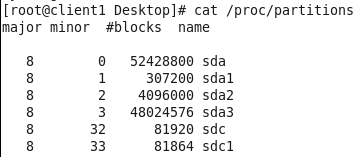 [root@client1 Desktop]# cat /proc/partitions
major minor  #blocks  name

   8        0   52428800 sda
   8        1     307200 sda1
   8        2    4096000 sda2
   8        3   48024576 sda3
   8       32      81920 sdc
   8       33      81864 sdc1